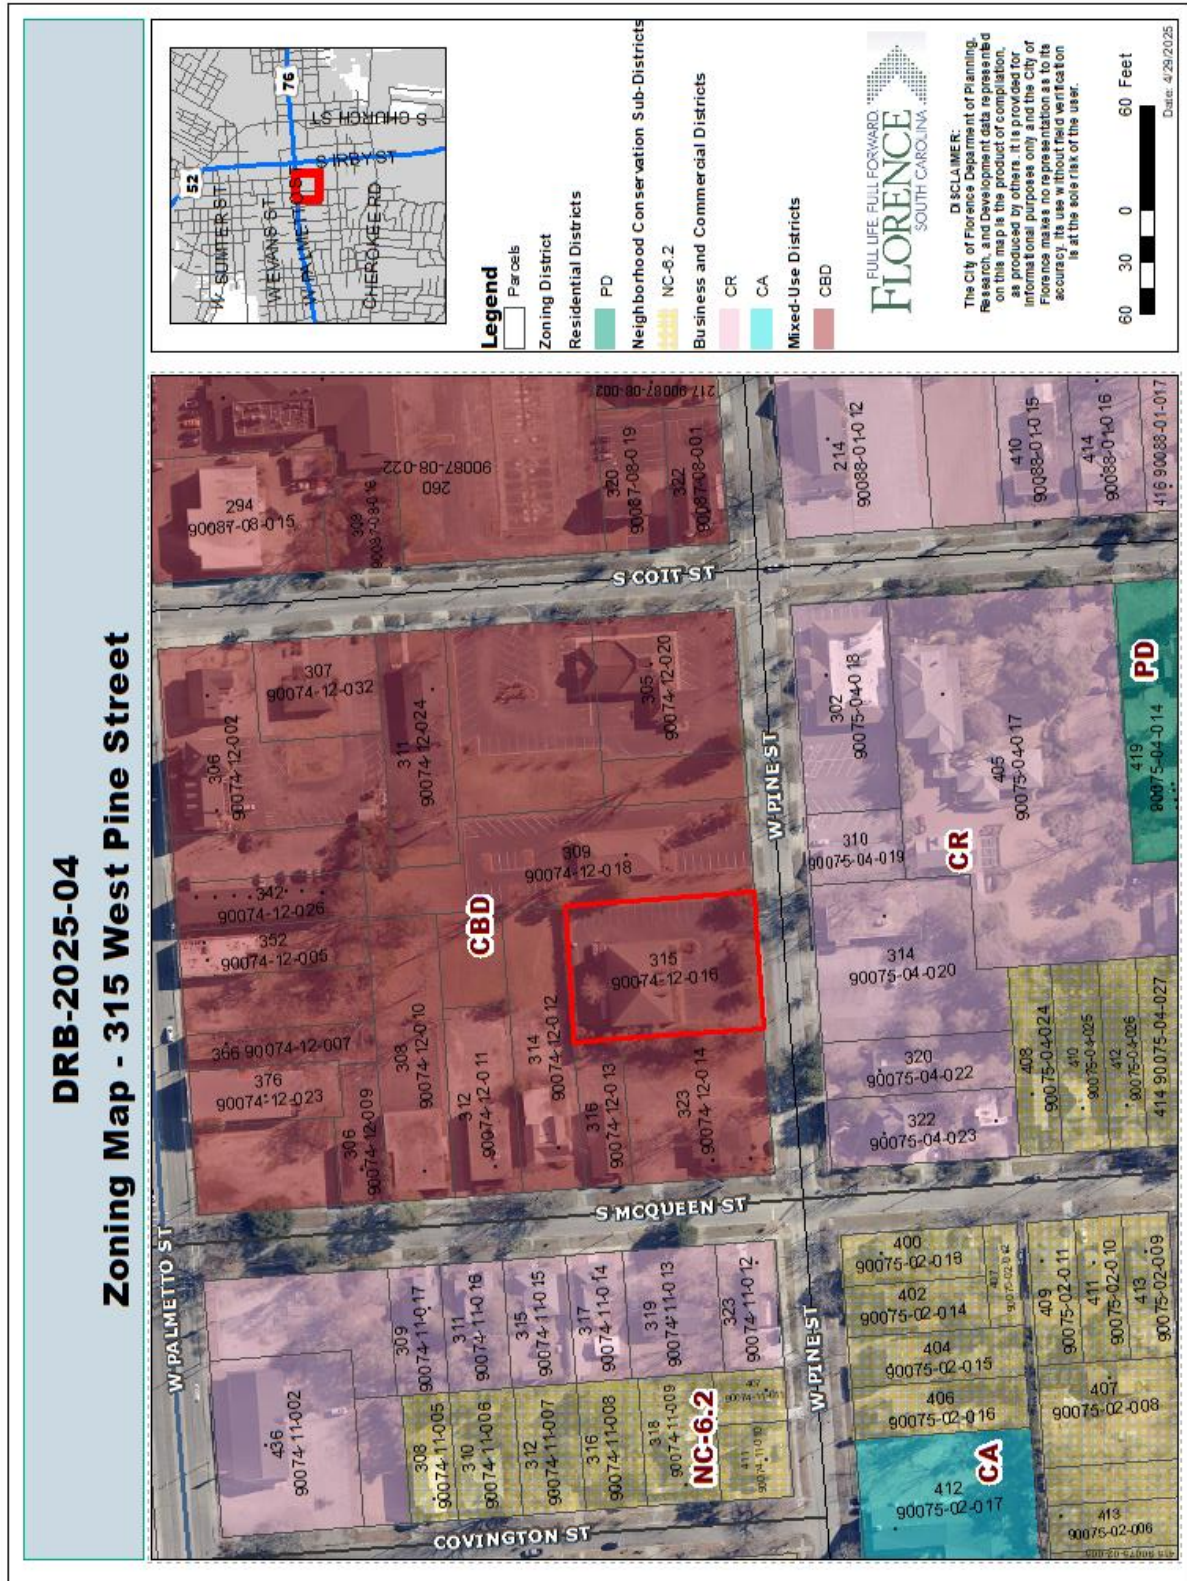 DRB-2025-04
Zoning Map - 315 West Pine Street
W PALMETTO ST
436
90074-11-002
309
90074-11-017
311
90074-11-016
315
90074-11-015
317
90074-11-014
319
90074-11-013
323
90074-11-012
308
90074-11-005
310
90074-11-006
312
90074-11-007
316
90074-11-008
318
90074-11-009
NC-6.2
COVINGTON ST
S MCQUEEN ST
306
90074-12-002
307
90074-12-032
342
90074-12-026
352
90074-12-005
366 90074-12-007
376
90074-12-023
306
90074-12-009
308
90074-12-010
311
90074-12-024
CBD
312
90074-12-011
314
90074-12-012
316
90074-12-013
323
90074-12-014
315
90074-12-016
309
90074-12-018
305
90074-12-020
S COIT ST
294
90087-08-015
308
90087-08-016
260
90087-08-022
320
90087-08-019
322
90087-08-001
217 90087-08-002
W PINE ST
W PINE ST
400
90075-02-018
402
90075-02-014
404
90075-02-015
406
90075-02-016
412
90075-02-017
CA
409
90075-02-011
411
90075-02-010
413
90075-02-009
407
90075-02-008
413
90075-02-006
302
90075-04-018
310
90075-04-019
314
90075-04-020
320
90075-04-022
322
90075-04-023
405
90075-04-017
CR
408
90075-04-024
410
90075-04-025
412
90075-04-026
414 90075-04-027
419
90075-04-014
PD
214
90088-01-012
410
90088-01-015
414
90088-01-016
416 90088-01-017
52
76
W SUMTER ST
W EVANS ST
W PALMETTO ST
CHEROKEE RD
S IRBY ST
S CHURCH ST
Legend
Parcels
Zoning District
Residential Districts
PD
Neighborhood Conservation Sub-Districts
NC-6.2
Business and Commercial Districts
CR
CA
Mixed-Use Districts
CBD
FULL LIFE. FULL FORWARD.
FLORENCE
SOUTH CAROLINA
DISCLAIMER:
The City of Florence Department of Planning,
Research, and Development data represented
on this map is the product of compilation,
as produced by others. It is provided for
informational purposes only and the City of
Florence makes no representation as to its
accuracy. Its use without field verification
is at the sole risk of the user.
60 30 0 60 Feet
Date: 4/29/2025